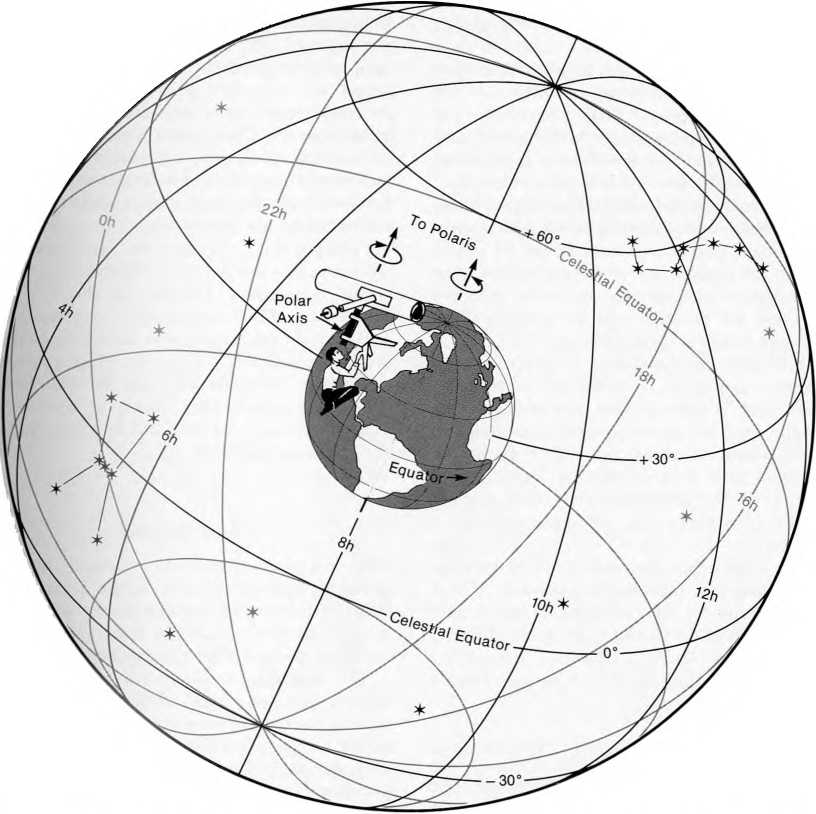 0h
22h
To Polaris
+60°
Celestial Equator
Polar
Axis
4h
18h
6h
+30°
Equator
16h
8h
10h
12h
Celestial Equator
0°
−30°